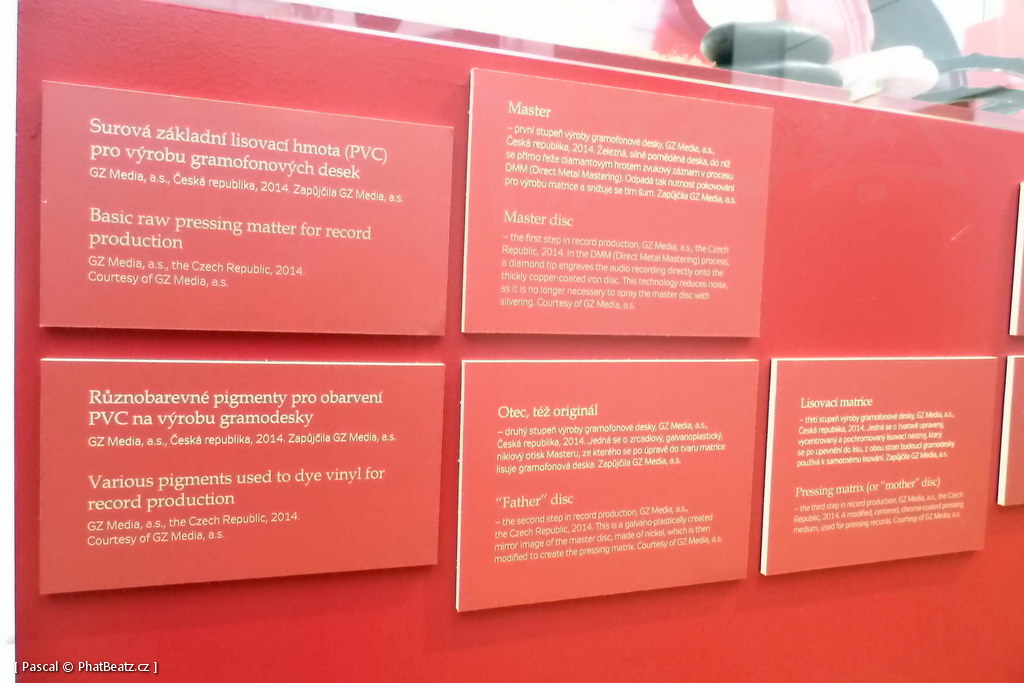 Surová základní lisovací hmota (PVC)
pro výrobu gramofonových desek
GZ Media, a.s., Česká republika, 2014. Zapůjčila GZ Media, a.s.
Basic raw pressing matter for record
production
GZ Media, a.s., the Czech Republic, 2014.
Courtesy of GZ Media, a.s.
Master
– první stupeň výroby gramofonové desky, GZ Media, a.s.,
Česká republika, 2014. Železná, silně poměděná deska, do níž
se přímo řeže diamantovým hrotem zvukový záznam v procesu
DMM (Direct Metal Mastering). Odpadá tak nutnost pokovování
pro výrobu matrice a snižuje se tím šum. Zapůjčila GZ Media, a.s.
Master disc
– the first step in record production, GZ Media, a.s., the Czech
Republic, 2014. In the DMM (Direct Metal Mastering) process,
a diamond tip engraves the audio recording directly onto the
thickly copper-coated iron disc. This technology reduces noise,
as it is no longer necessary to spray the master disc with
silvering. Courtesy of GZ Media, a.s.
Různobarevné pigmenty pro obarvení
PVC na výrobu gramodesky
GZ Media, a.s., Česká republika, 2014. Zapůjčila GZ Media, a.s.
Various pigments used to dye vinyl for
record production
GZ Media, a.s., the Czech Republic, 2014.
Courtesy of GZ Media, a.s.
Otec, též originál
– druhý stupeň výroby gramofonové desky, GZ Media, a.s.,
Česká republika, 2014. Jedná se o zrcadlový, galvanoplastický,
niklový otisk Masteru, ze kterého se po úpravě do tvaru matrice
lisuje gramofonová deska. Zapůjčila GZ Media, a.s.
“Father” disc
– the second step in record production, GZ Media, a.s.,
the Czech Republic, 2014. This is a galvano-plastically created
mirror image of the master disc, made of nickel, which is then
modified to create the pressing matrix. Courtesy of GZ Media, a.s.
Lisovací matrice
– třetí stupeň výroby gramofonové desky, GZ Media, a.s.,
Česká republika, 2014. Jedná se o tvarově upravený,
vycentrovaný a pochromovaný lisovací nástroj, který
se po upevnění do lisu, z obou stran budoucí gramodesky
používá k samotnému lisování. Zapůjčila GZ Media, a.s.
Pressing matrix (or “mother” disc)
– the third step in record production, GZ Media, a.s., the Czech
Republic, 2014. A modified, centered, chrome-coated pressing
medium, used for pressing records. Courtesy of GZ Media, a.s.
[ Pascal © PhatBeatz.cz ]